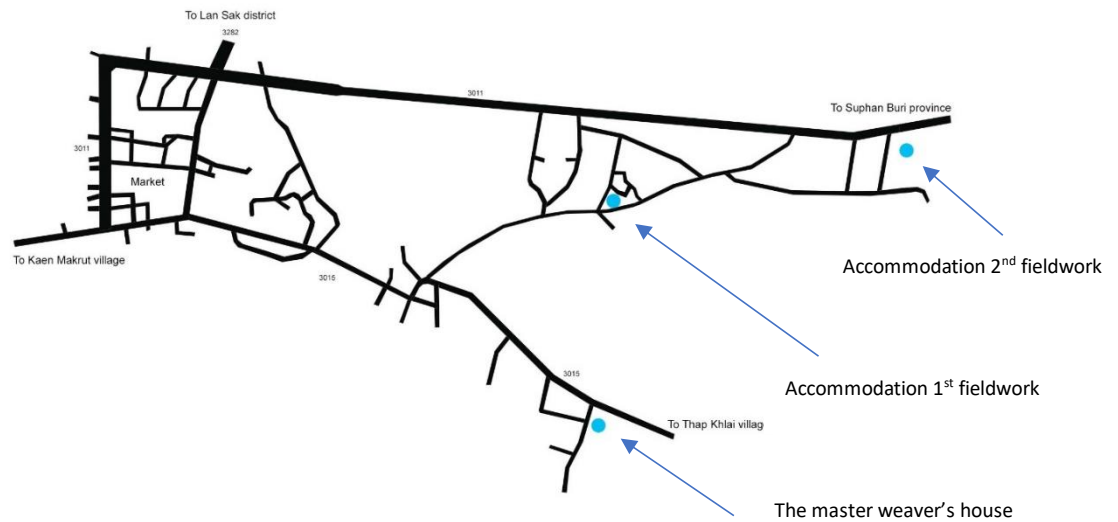 To Lan Sak district
3282
3011
To Suphan Buri province
3011
Market
To Kaen Makrut village
3015
Accommodation 2nd fieldwork
Accommodation 1st fieldwork
3015
To Thap Khlai villag
The master weaver’s house